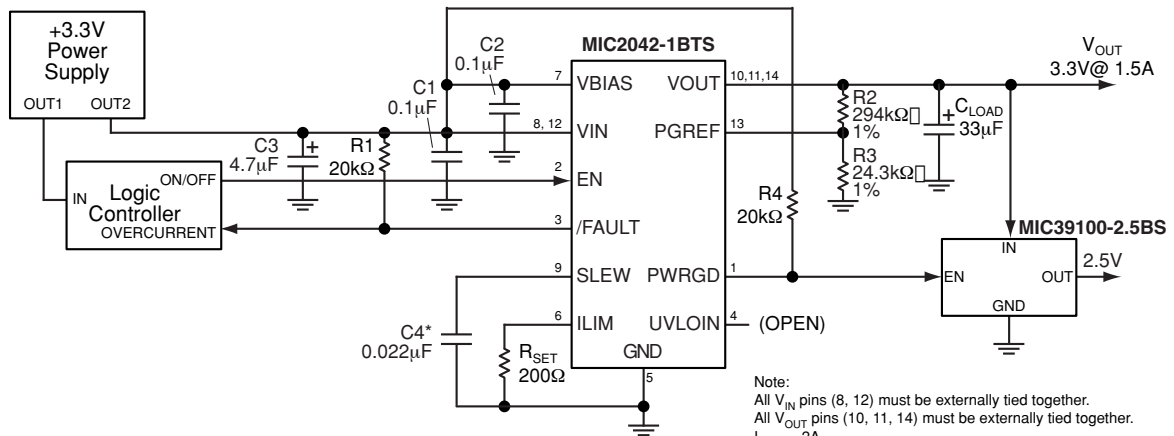 +3.3V
Power
Supply
OUT1 OUT2
C3
4.7µF
+
R1
20kΩ
C1
0.1µF
C2
0.1µF
IN
ON/OFF
Logic
Controller
OVERCURRENT
MIC2042-1BTS
7 VBIAS
8, 12 VIN
2 EN
3 /FAULT
9 SLEW
6 ILIM
VOUT 10,11,14
PGREF 13
PWRGD 1
UVLOIN 4 (OPEN)
GND
5
C4*
0.022µF
RSET
200Ω
R4
20kΩ
R2
294kΩ
1%
R3
24.3kΩ
1%
+
CLOAD
33µF
VOUT
3.3V@ 1.5A
MIC39100-2.5BS
IN
EN
OUT
GND
2.5V
Note:
All VIN pins (8, 12) must be externally tied together.
All VOUT pins (10, 11, 14) must be externally tied together.